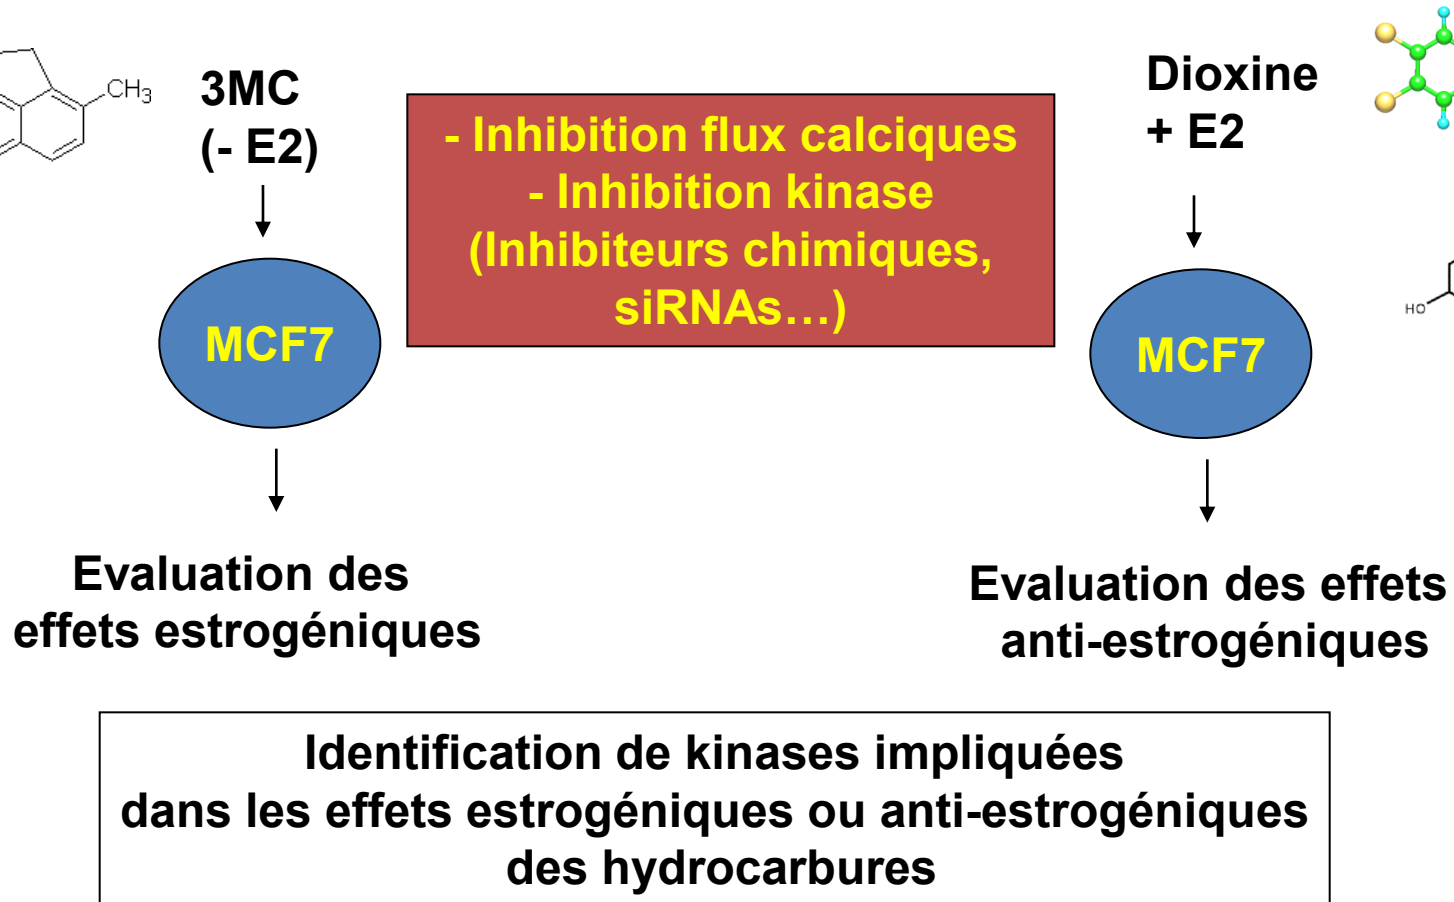 CH3
3MC
(- E2)
- Inhibition flux calciques
- Inhibition kinase
(Inhibiteurs chimiques,
siRNAs…)
Dioxine
+ E2
HO
MCF7
MCF7
Evaluation des
effets estrogéniques
Evaluation des effets
anti-estrogéniques
Identification de kinases impliquées
dans les effets estrogéniques ou anti-estrogéniques
des hydrocarbures